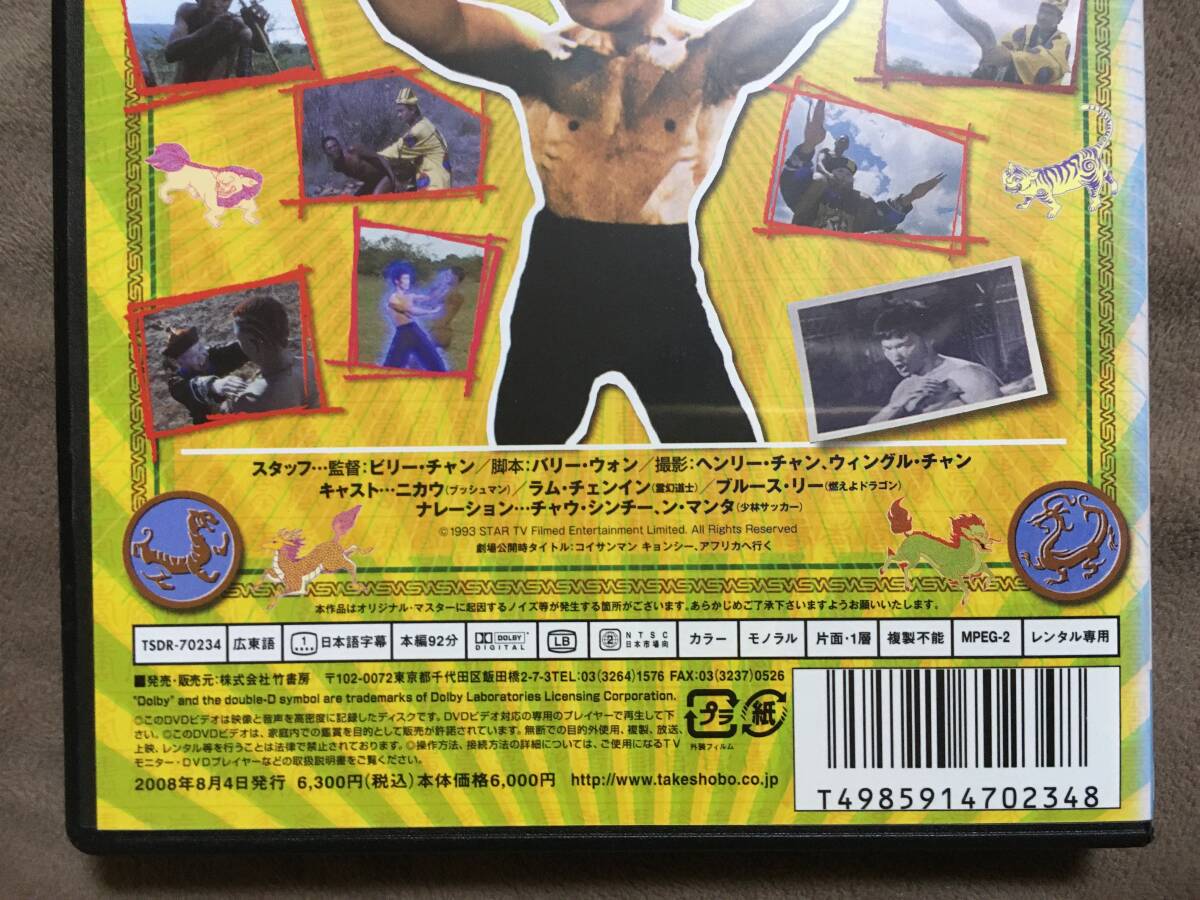 スタッフ…監督:ビリー・チャン/脚本:バリー・ウォン/撮影:ヘンリー・チャン、ウィングル・チャン
キャスト…ニカウ(ブッシュマン)/ラム・チェンイン(霊幻道士)/ブルース・リー(燃えよドラゴン)
ナレーション…チャウ・シンチー、ン・マンタ(少林サッカー)
©1993 STAR TV Filmed Entertainment Limited. All Rights Reserved
劇場公開時タイトル:コイサンマン キョンシー、アフリカへ行く
本作品はオリジナル・マスターに起因するノイズ等が発生する箇所がございます。あらかじめご了承下さいますようお願いいたします。
TSDR-70234 広東語 1 日本語字幕 本編92分 DOLBY DIGITAL LB 2 NTSC 日本市場向 カラー モノラル 片面・1層 複製不能 MPEG-2 レンタル専用
■発売・販売元:株式会社竹書房 〒102-0072東京都千代田区飯田橋2-7-3TEL:03(3264)1576 FAX:03(3237)0526
"Dolby" and the double-D symbol are trademarks of Dolby Laboratories Licensing Corporation.
◎このDVDビデオは映像と音声を高密度に記録したディスクです。DVDビデオ対応の専用のプレイヤーで再生して下
さい。◎このDVDビデオは、家庭内での鑑賞を目的として販売が許諾されています。無断での目的外使用、複製、放送、
上映、レンタル等を行うことは法律で禁止されております。◎操作方法、接続方法の詳細については、ご使用になるTV
モニター・DVDプレイヤーなどの取扱説明書をご覧ください。
プラ 紙
外装フィルム
2008年8月4日発行 6,300円(税込)本体価格6,000円 http://www.takeshobo.co.jp
T4985914702348